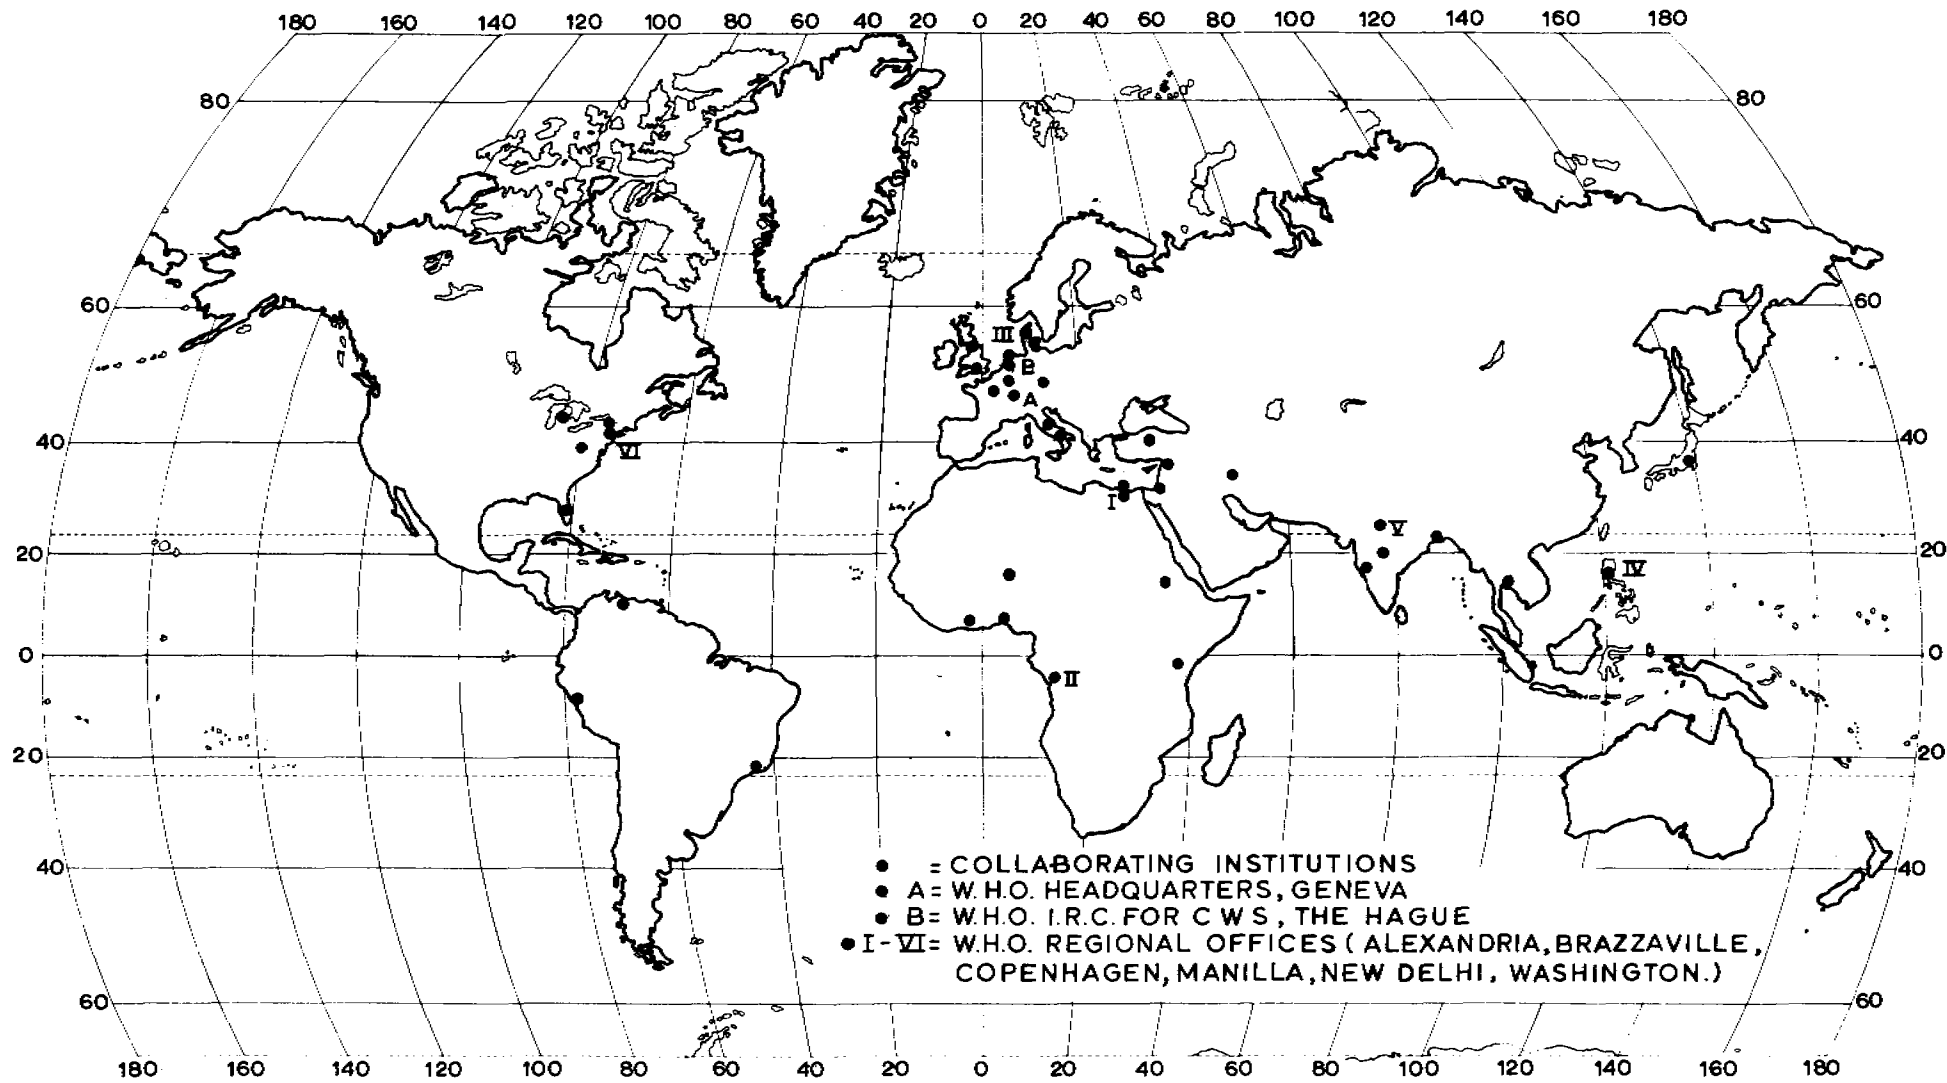 180 160 140 120 100 80 60 40 20 0 20 40 60 80 100 120 140 160 180
80 80
60 60
III
B
A
40 40
VI
I
V
20 20
IV
0 0
II
20 20
● = COLLABORATING INSTITUTIONS
40 40
● A = W.H.O. HEADQUARTERS, GENEVA
● B = W.H.O. I.R.C. FOR C W S, THE HAGUE
● I-VI = W.H.O. REGIONAL OFFICES ( ALEXANDRIA, BRAZZAVILLE,
COPENHAGEN, MANILLA, NEW DELHI, WASHINGTON.)
60 60
180 160 140 120 100 80 60 40 20 0 20 40 60 80 100 120 140 160 180